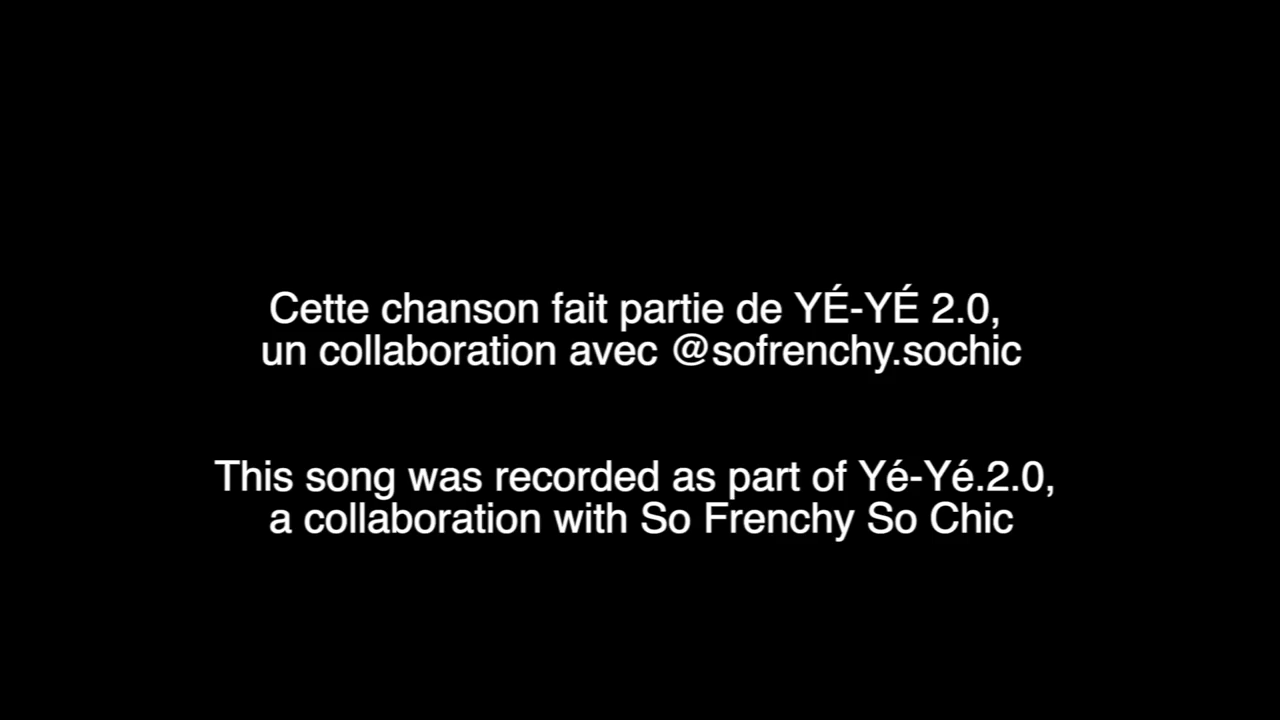 Cette chanson fait partie de YÉ-YÉ 2.0,
un collaboration avec @sofrenchy.sochic
This song was recorded as part of Yé-Yé.2.0,
a collaboration with So Frenchy So Chic